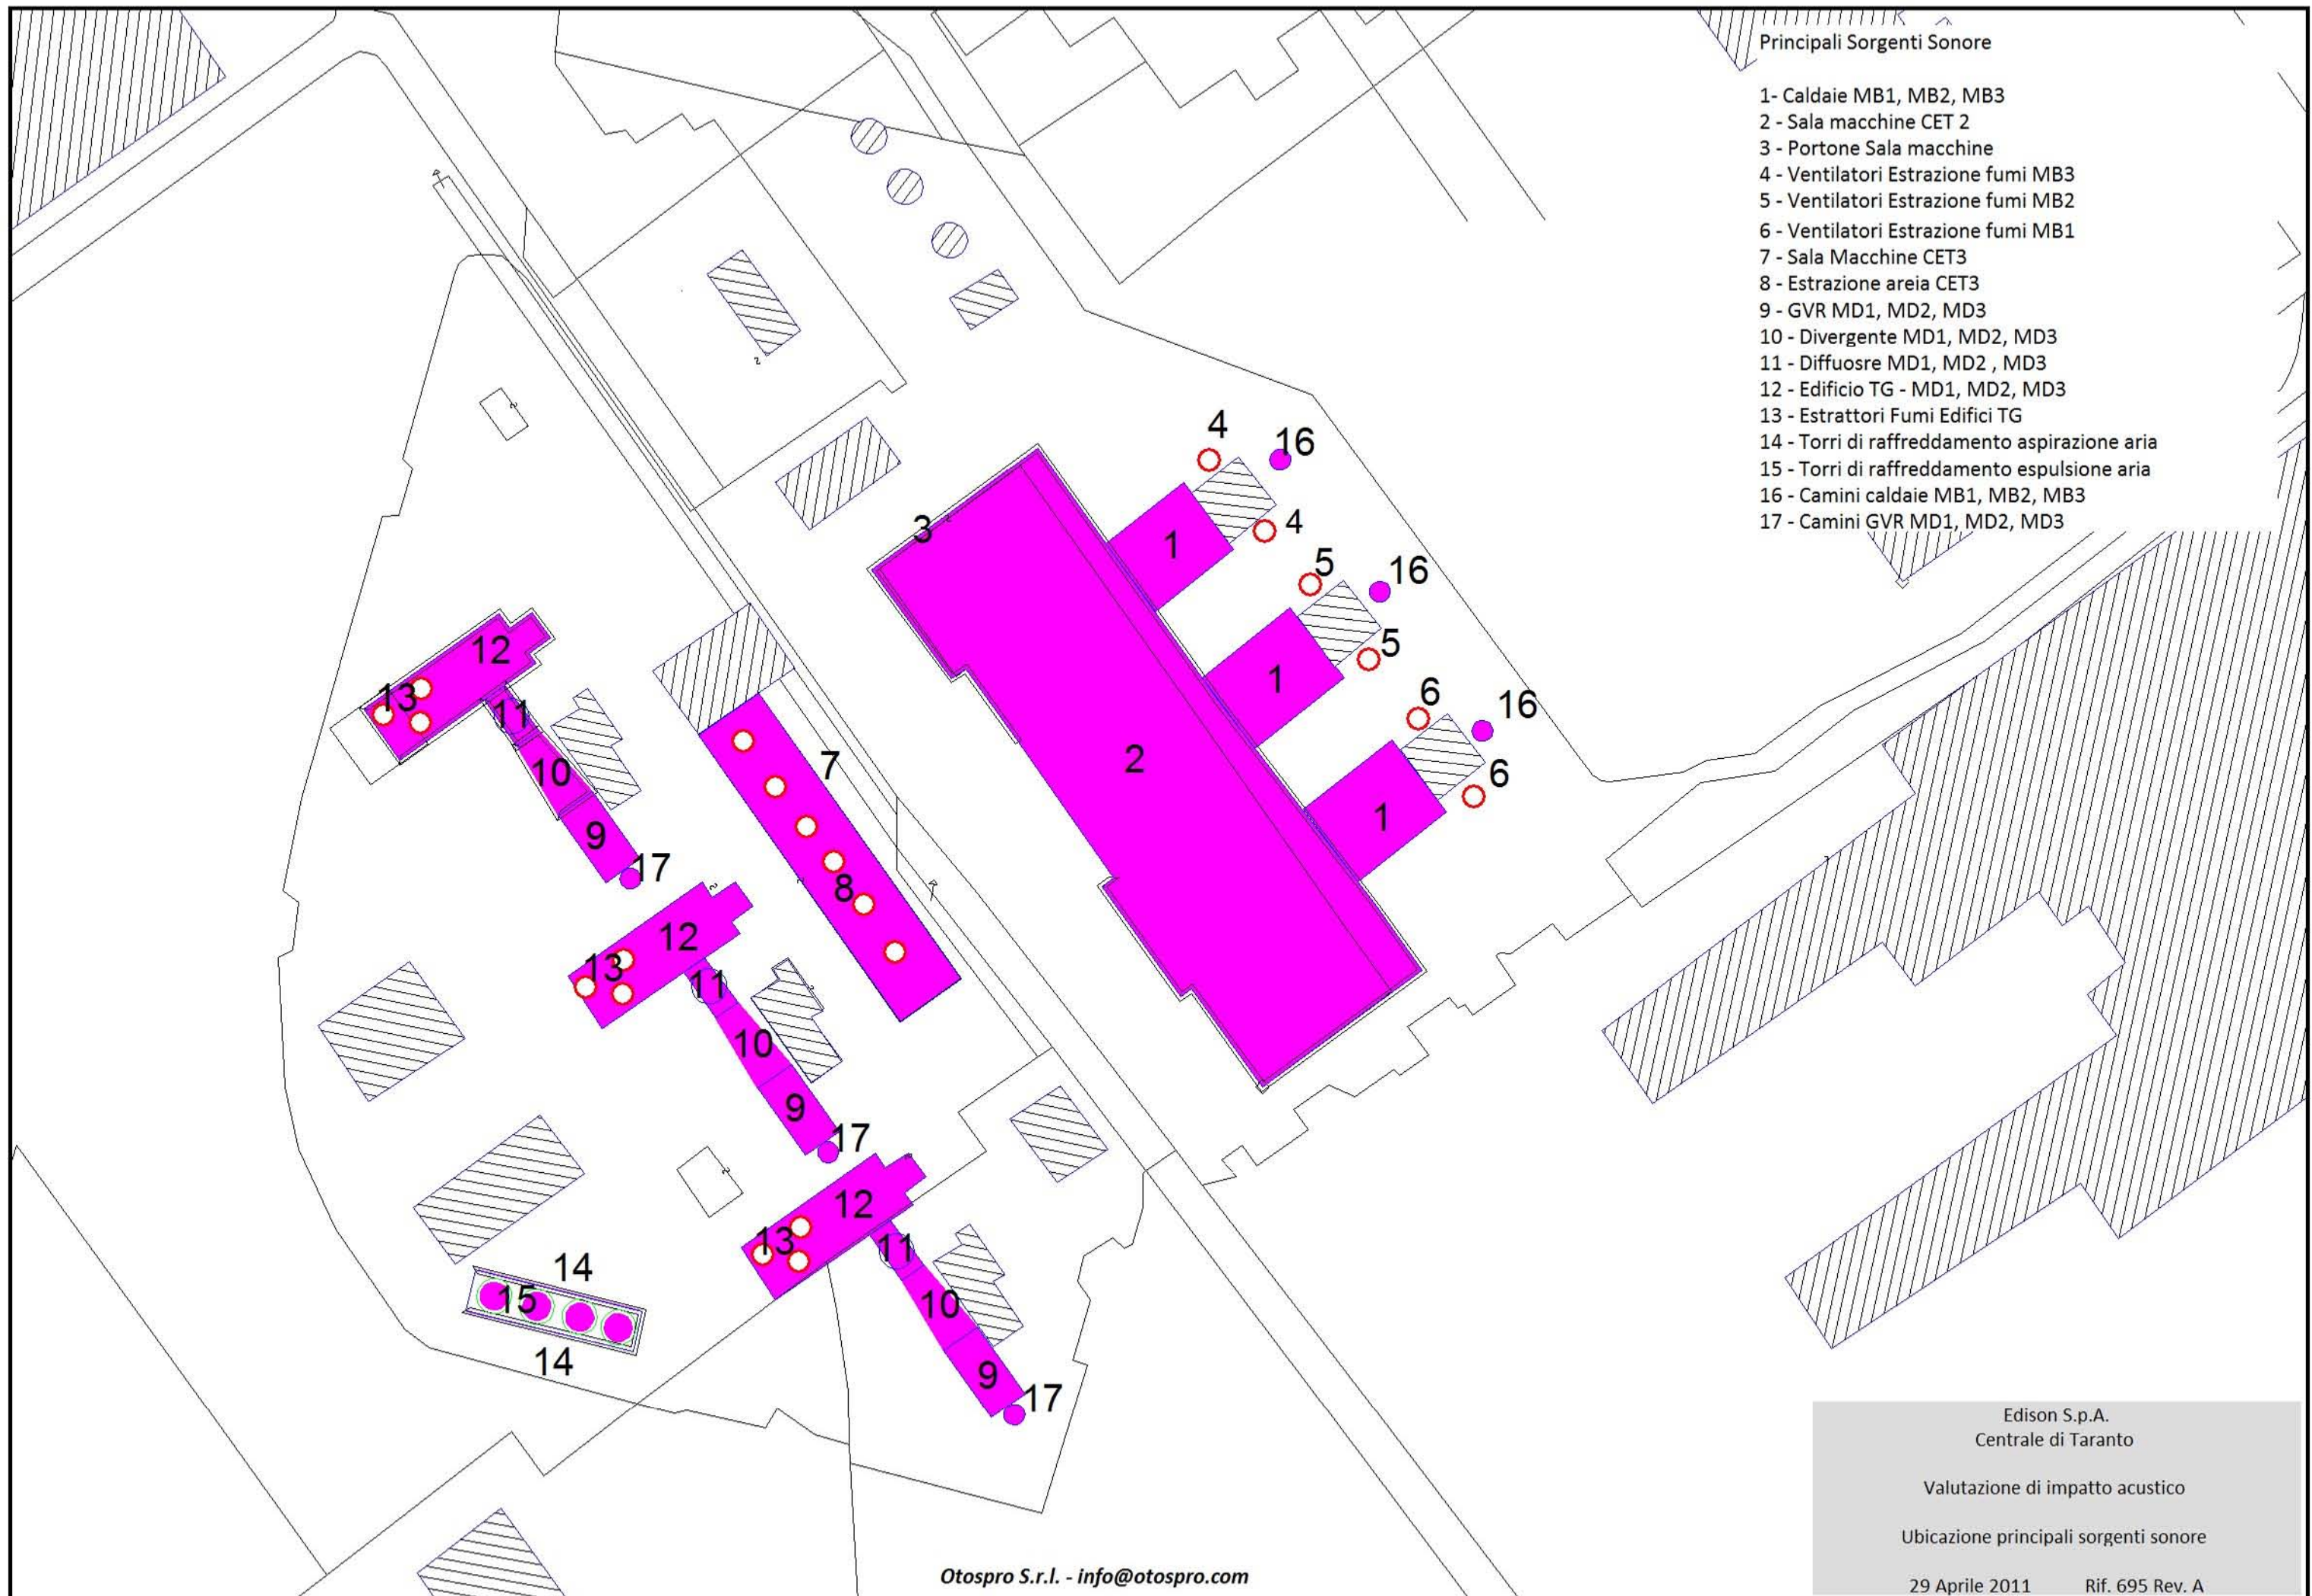 Principali Sorgenti Sonore
1- Caldaie MB1, MB2, MB3
2 - Sala macchine CET 2
3 - Portone Sala macchine
4 - Ventilatori Estrazione fumi MB3
5 - Ventilatori Estrazione fumi MB2
6 - Ventilatori Estrazione fumi MB1
7 - Sala Macchine CET3
8 - Estrazione areia CET3
9 - GVR MD1, MD2, MD3
10 - Divergente MD1, MD2, MD3
11 - Diffuosre MD1, MD2 , MD3
12 - Edificio TG - MD1, MD2, MD3
13 - Estrattori Fumi Edifici TG
14 - Torri di raffreddamento aspirazione aria
15 - Torri di raffreddamento espulsione aria
16 - Camini caldaie MB1, MB2, MB3
17 - Camini GVR MD1, MD2, MD3
4
16
3
4
1
5
16
5
12
1
13
11
6
16
2
7
10
6
1
9
17
8
12
13
11
10
9
17
12
13
11
14
15
10
14
9
17
Edison S.p.A.
Centrale di Taranto
Valutazione di impatto acustico
Ubicazione principali sorgenti sonore
29 Aprile 2011 Rif. 695 Rev. A
Otospro S.r.l. - info@otospro.com